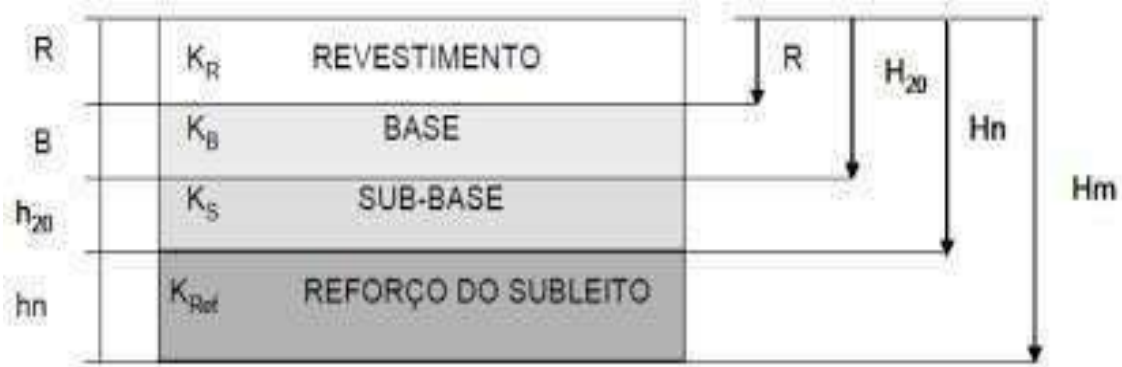 R K_R REVESTIMENTO R H_20
B K_B BASE Hn
h_20 K_S SUB-BASE Hm
hn K_Ref REFORÇO DO SUBLEITO